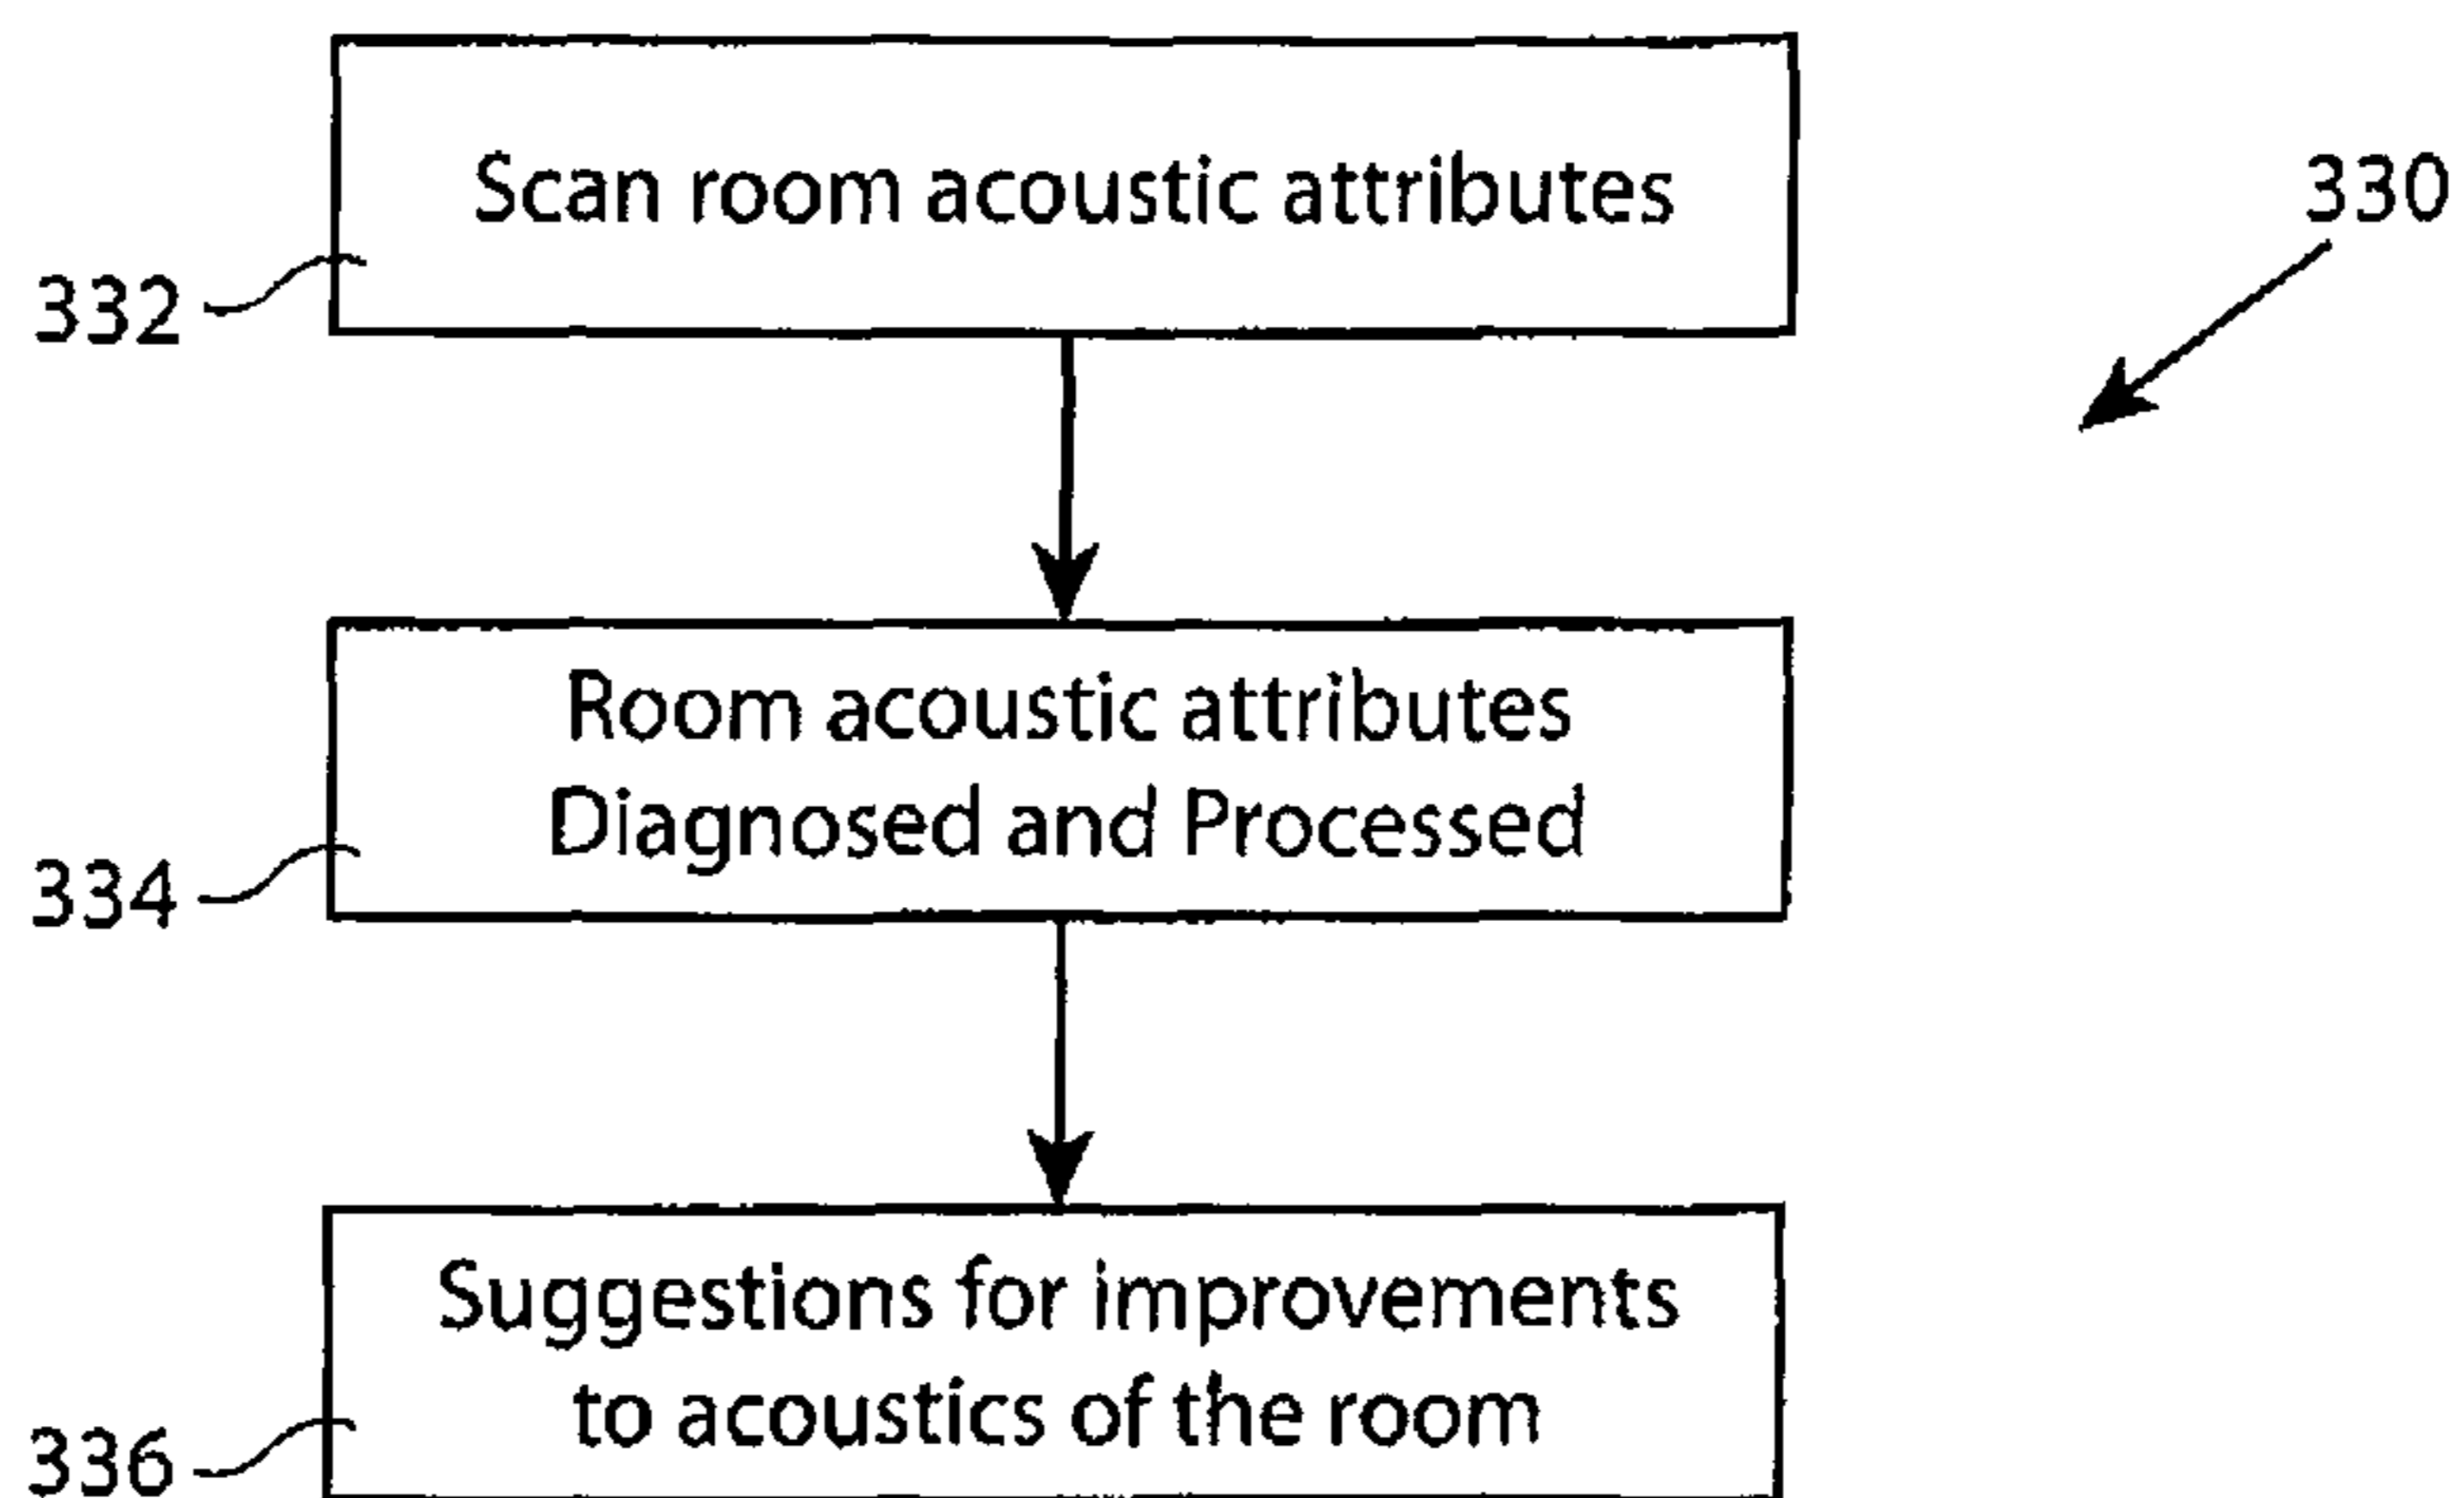 Scan room acoustic attributes
330
332
Room acoustic attributes
Diagnosed and Processed
334
Suggestions for improvements
to acoustics of the room
336